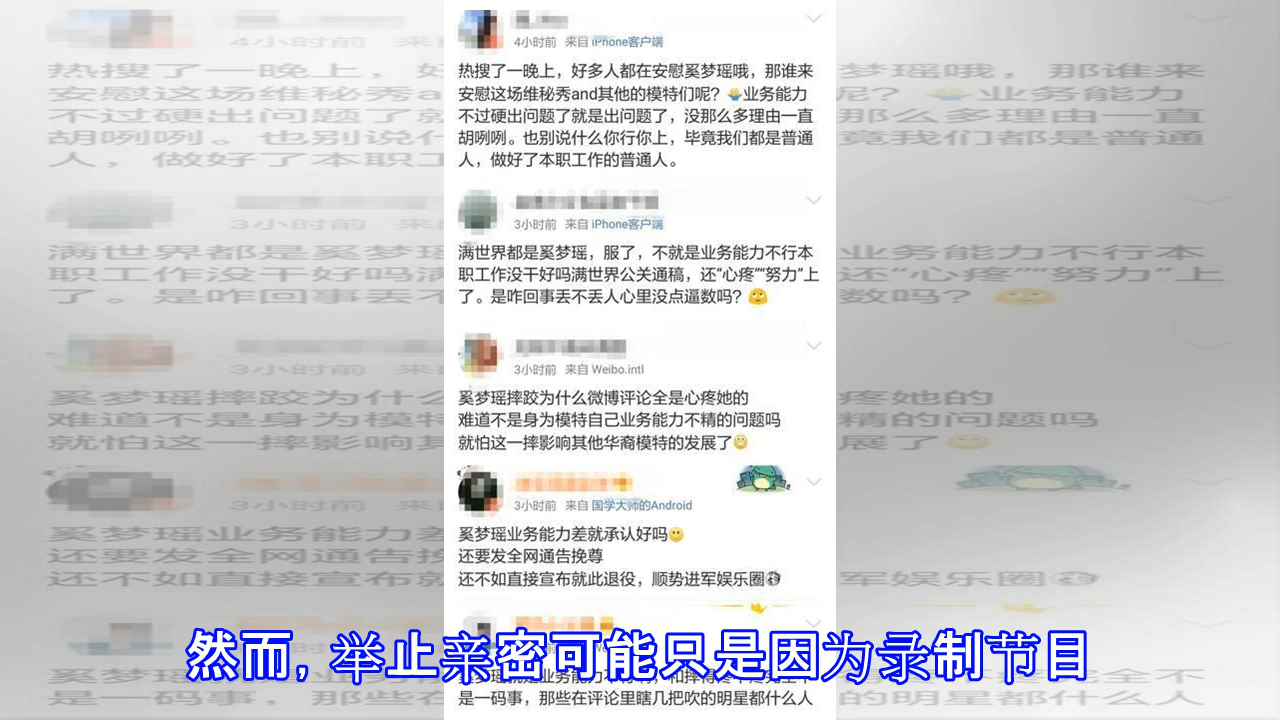 4小时前 来自 iPhone客户端
热搜了一晚上，好多人都在安慰奚梦瑶哦，那谁来
安慰这场维秘秀and其他的模特们呢？业务能力
不过硬出问题了就是出问题了，没那么多理由一直
胡咧咧。也别说什么你行你上，毕竟我们都是普通
人，做好了本职工作的普通人。
3小时前 来自 iPhone客户端
满世界都是奚梦瑶，服了，不就是业务能力不行本
职工作没干好吗满世界公关通稿，还“心疼”“努力”上
了。是咋回事丢不丢人心里没点逼数吗？
3小时前 来自 Weibo.intl
奚梦瑶摔跤为什么微博评论全是心疼她的
难道不是身为模特自己业务能力不精的问题吗
就怕这一摔影响其他华裔模特的发展了
3小时前 来自 国学大师的Android
奚梦瑶业务能力差就承认好吗
还要发全网通告挽尊
还不如直接宣布就此退役，顺势进军娱乐圈
然而，举止亲密可能只是因为录制节目
是一码事，那些在评论里瞎几把吹的明星都什么人